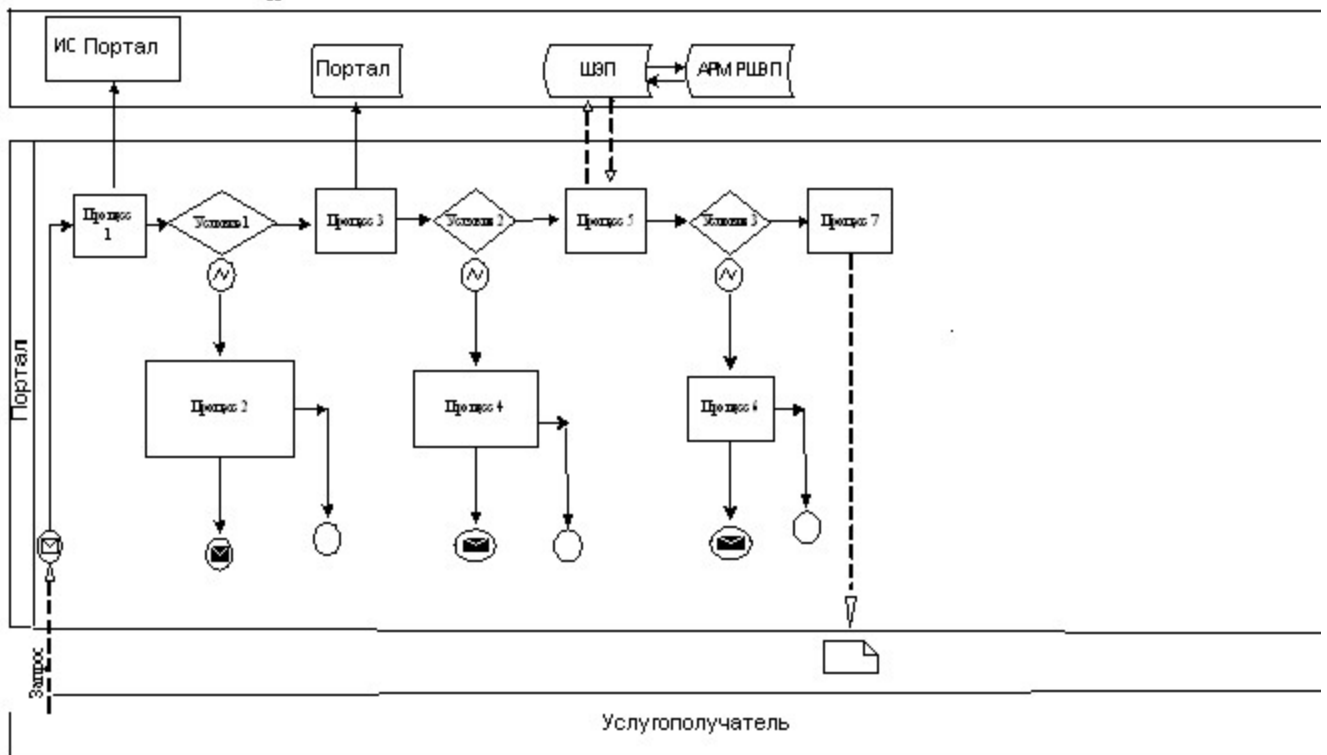 ИС Портал
Портал
ШЭП
АРМ РШЭП
Процесс
1
Условие 1
Процесс 3
Условие 2
Процесс 5
Условие 3
Процесс 7
Процесс 2
Процесс 4
Процесс 6
Портал
Запрос
Услугополучатель